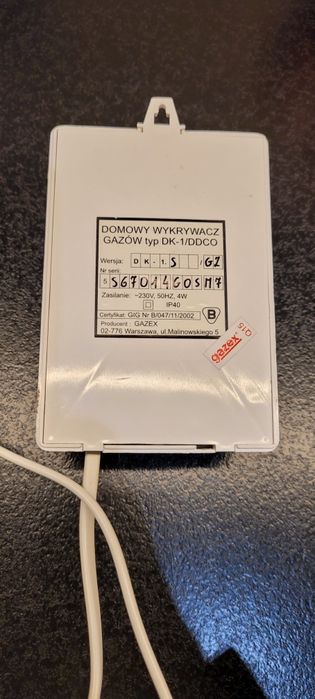 DOMOWY WYKRYWACZ
GAZÓW typ DK-1/DDCO
Wersja: DK-1.S /GZ
Nr serii:
Zasilanie: ~230V, 50HZ, 4W
IP40
Certyfikat: GIG Nr B/047/11/2002 B
Producent : GAZEX
02-776 Warszawa, ul.Malinowskiego 5
gazex Q15